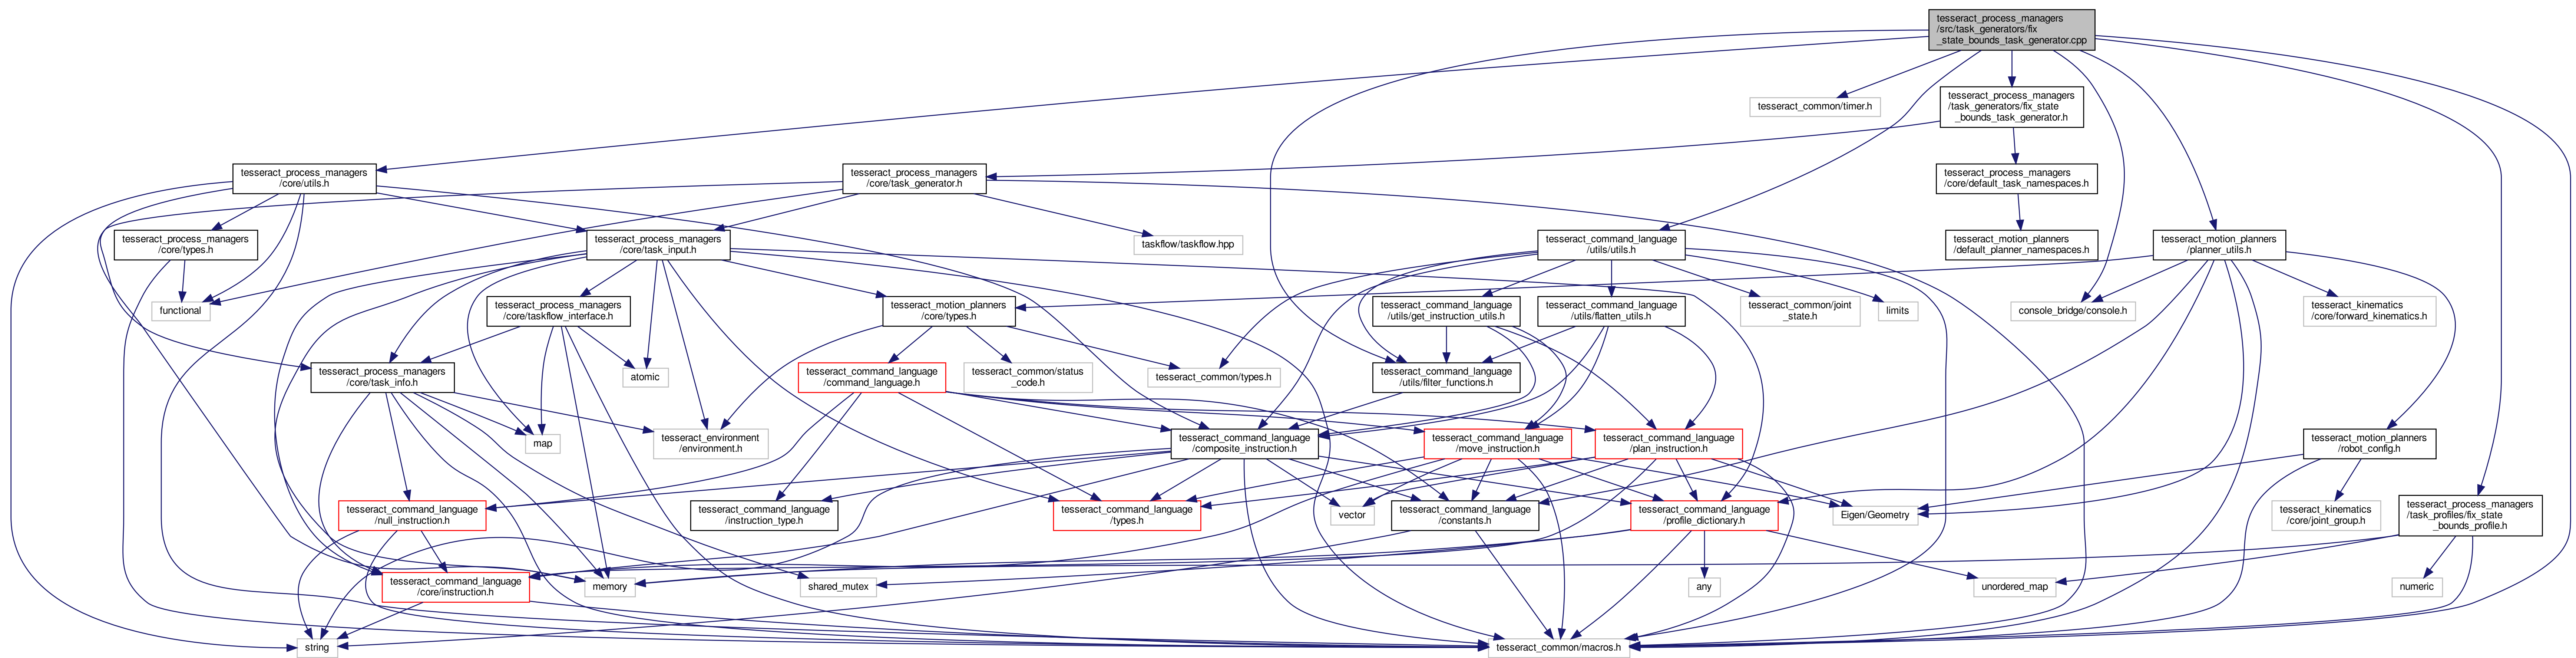 tesseract_process_managers
/src/task_generators/fix
_state_bounds_task_generator.cpp
tesseract_common/timer.h
tesseract_process_managers
/task_generators/fix_state
_bounds_task_generator.h
tesseract_process_managers
/core/utils.h
tesseract_process_managers
/core/task_generator.h
tesseract_process_managers
/core/default_task_namespaces.h
tesseract_process_managers
/core/types.h
tesseract_process_managers
/core/task_input.h
taskflow/taskflow.hpp
tesseract_command_language
/utils/utils.h
tesseract_motion_planners
/default_planner_namespaces.h
tesseract_motion_planners
/planner_utils.h
functional
tesseract_process_managers
/core/taskflow_interface.h
tesseract_motion_planners
/core/types.h
tesseract_command_language
/utils/get_instruction_utils.h
tesseract_command_language
/utils/flatten_utils.h
tesseract_common/joint
_state.h
limits
console_bridge/console.h
tesseract_kinematics
/core/forward_kinematics.h
tesseract_process_managers
/core/task_info.h
atomic
tesseract_command_language
/command_language.h
tesseract_common/status
_code.h
tesseract_common/types.h
tesseract_command_language
/utils/filter_functions.h
map
tesseract_environment
/environment.h
tesseract_command_language
/composite_instruction.h
tesseract_command_language
/move_instruction.h
tesseract_command_language
/plan_instruction.h
tesseract_motion_planners
/robot_config.h
tesseract_command_language
/null_instruction.h
tesseract_command_language
/instruction_type.h
tesseract_command_language
/types.h
vector
tesseract_command_language
/constants.h
tesseract_command_language
/profile_dictionary.h
Eigen/Geometry
tesseract_kinematics
/core/joint_group.h
tesseract_process_managers
/task_profiles/fix_state
_bounds_profile.h
tesseract_command_language
/core/instruction.h
memory
shared_mutex
any
unordered_map
numeric
string
tesseract_common/macros.h